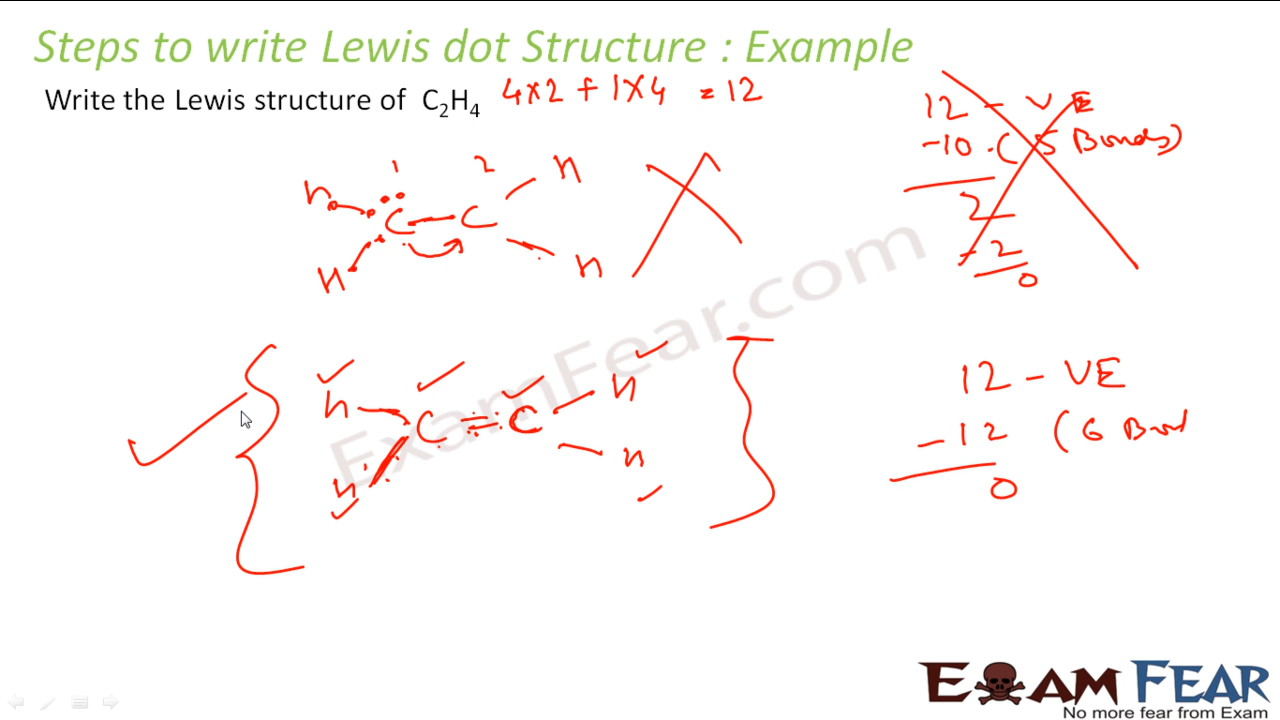 Steps to write Lewis dot Structure : Example
Write the Lewis structure of C₂H₄ 4×2 + 1×4 = 12
12 - VE
-10 ( 5 Bonds)
2
-2
0
1 2
H H
C — C
H H
12 - VE
-12 ( 6 Bond
0
H H
C = C
H H
ExamFear.com
EXAM FEAR
No more fear from Exam